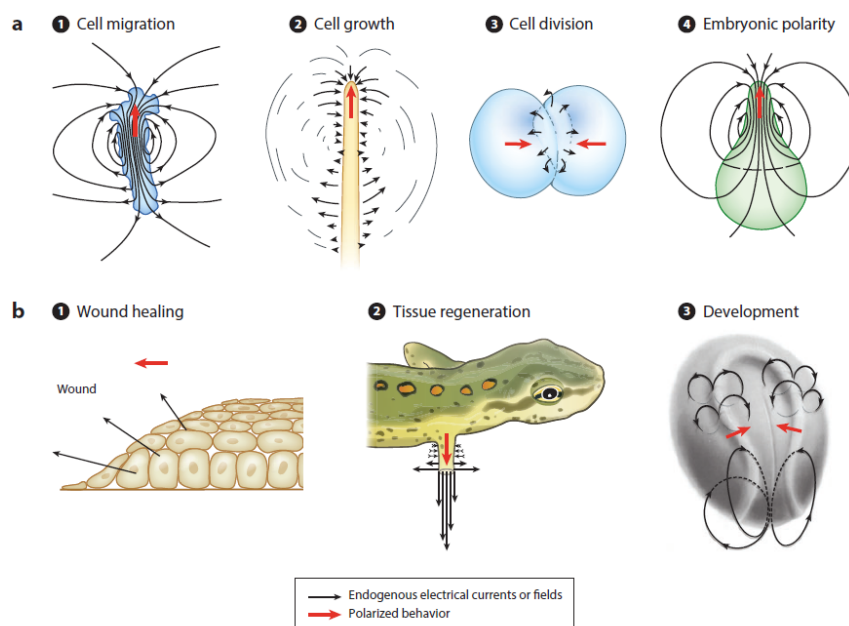 a
1 Cell migration
2 Cell growth
3 Cell division
4 Embryonic polarity
b
1 Wound healing
2 Tissue regeneration
3 Development
Wound
Endogenous electrical currents or fields
Polarized behavior